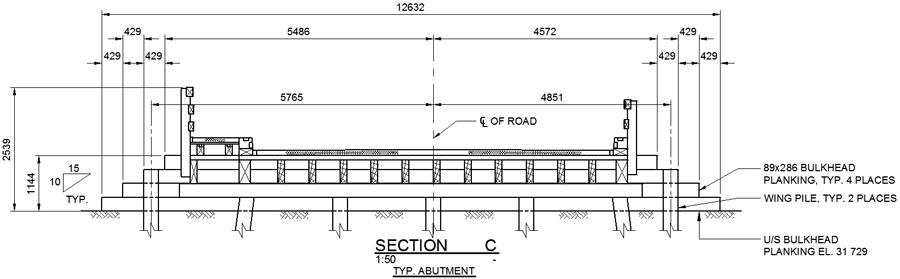 12632
429
5486
4572
429
429
429
429
429
5765
4851
℄ OF ROAD
2539
1144
15
10
TYP.
89x286 BULKHEAD
PLANKING, TYP. 4 PLACES
WING PILE, TYP. 2 PLACES
U/S BULKHEAD
PLANKING EL. 31 729
SECTION C
1:50 -
TYP. ABUTMENT